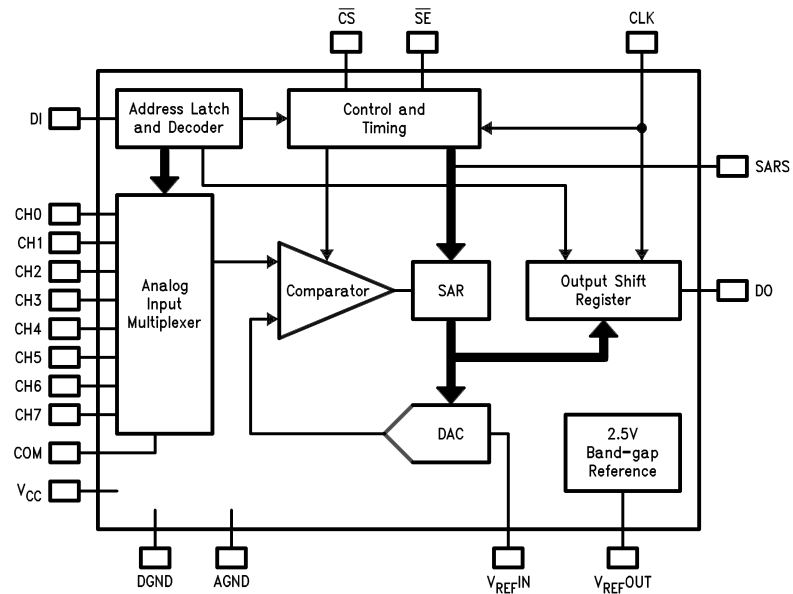 CS
SE
CLK
DI
Address Latch
and Decoder
Control and
Timing
SARS
CH0
CH1
CH2
CH3
CH4
CH5
CH6
CH7
COM
VCC
Analog
Input
Multiplexer
Comparator
SAR
Output Shift
Register
DO
DAC
2.5V
Band-gap
Reference
DGND
AGND
VREFIN
VREFOUT